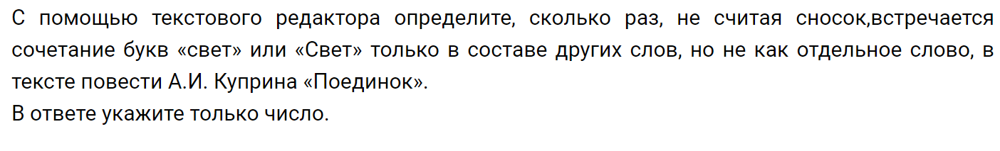 С помощью текстового редактора определите, сколько раз, не считая сносок,встречается
сочетание букв «свет» или «Свет» только в составе других слов, но не как отдельное слово, в
тексте повести А.И. Куприна «Поединок».
В ответе укажите только число.